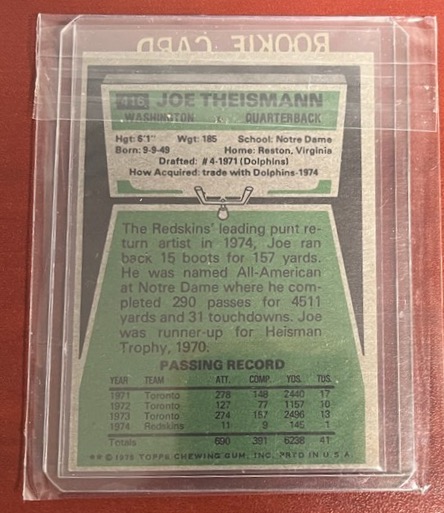 ROOKIE CARD
416 JOE THEISMANN
WASHINGTON QUARTERBACK
Hgt: 6'1" Wgt: 185 School: Notre Dame
Born: 9-9-49 Home: Reston, Virginia
Drafted: #4-1971 (Dolphins)
How Acquired: trade with Dolphins-1974
The Redskins' leading punt re-
turn artist in 1974, Joe ran
back 15 boots for 157 yards.
He was named All-American
at Notre Dame where he com-
pleted 290 passes for 4511
yards and 31 touchdowns. Joe
was runner-up for Heisman
Trophy, 1970.
PASSING RECORD
YEAR TEAM ATT. COMP. YDS. TDS.
1971 Toronto 278 148 2440 17
1972 Toronto 127 77 1157 10
1973 Toronto 274 157 2496 13
1974 Redskins 11 9 145 1
Totals 690 391 6238 41
** © 1975 TOPPS CHEWING GUM, INC. PRTD IN U.S.A.